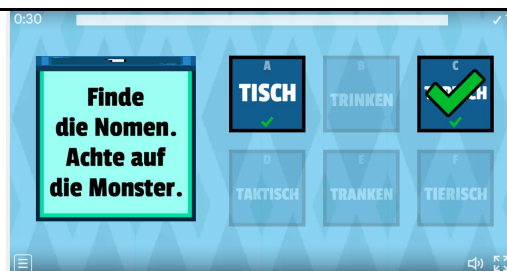 0:30
Finde
die Nomen.
Achte auf
die Monster.
A
TISCH
B
TRINKEN
C
D
TAKTISCH
E
TRANKEN
F
TIERISCH